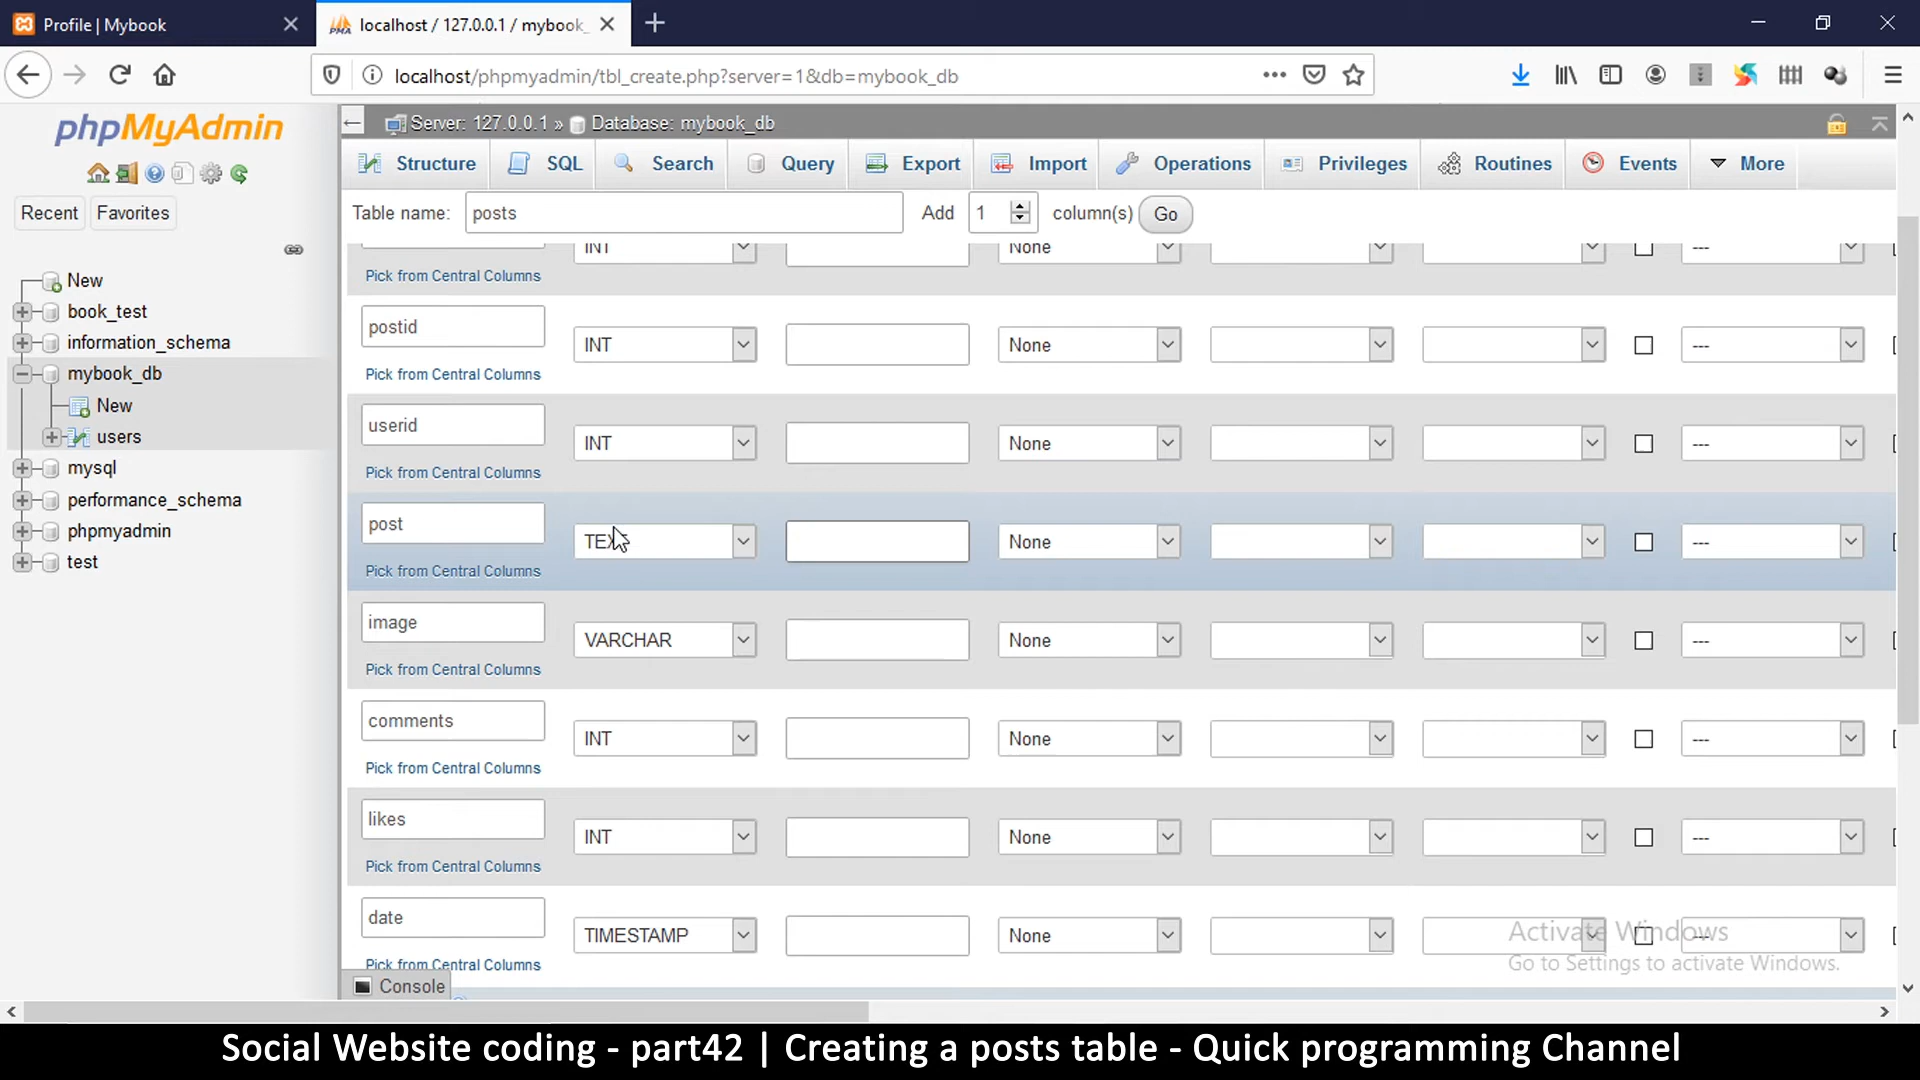 Profile | Mybook
localhost / 127.0.0.1 / mybook_
localhost/phpmyadmin/tbl_create.php?server=1&db=mybook_db
phpMyAdmin
Recent
Favorites
New
book_test
information_schema
mybook_db
New
users
mysql
performance_schema
phpmyadmin
test
Server: 127.0.0.1 » Database: mybook_db
Structure SQL Search Query Export Import Operations Privileges Routines Events More
Table name: posts Add 1 column(s) Go
INT None ---
Pick from Central Columns
postid INT None ---
Pick from Central Columns
userid INT None ---
Pick from Central Columns
post TEXT None ---
Pick from Central Columns
image VARCHAR None ---
Pick from Central Columns
comments INT None ---
Pick from Central Columns
likes INT None ---
Pick from Central Columns
date TIMESTAMP None ---
Pick from Central Columns
Console
Activate Windows
Go to Settings to activate Windows.
Social Website coding - part42 | Creating a posts table - Quick programming Channel